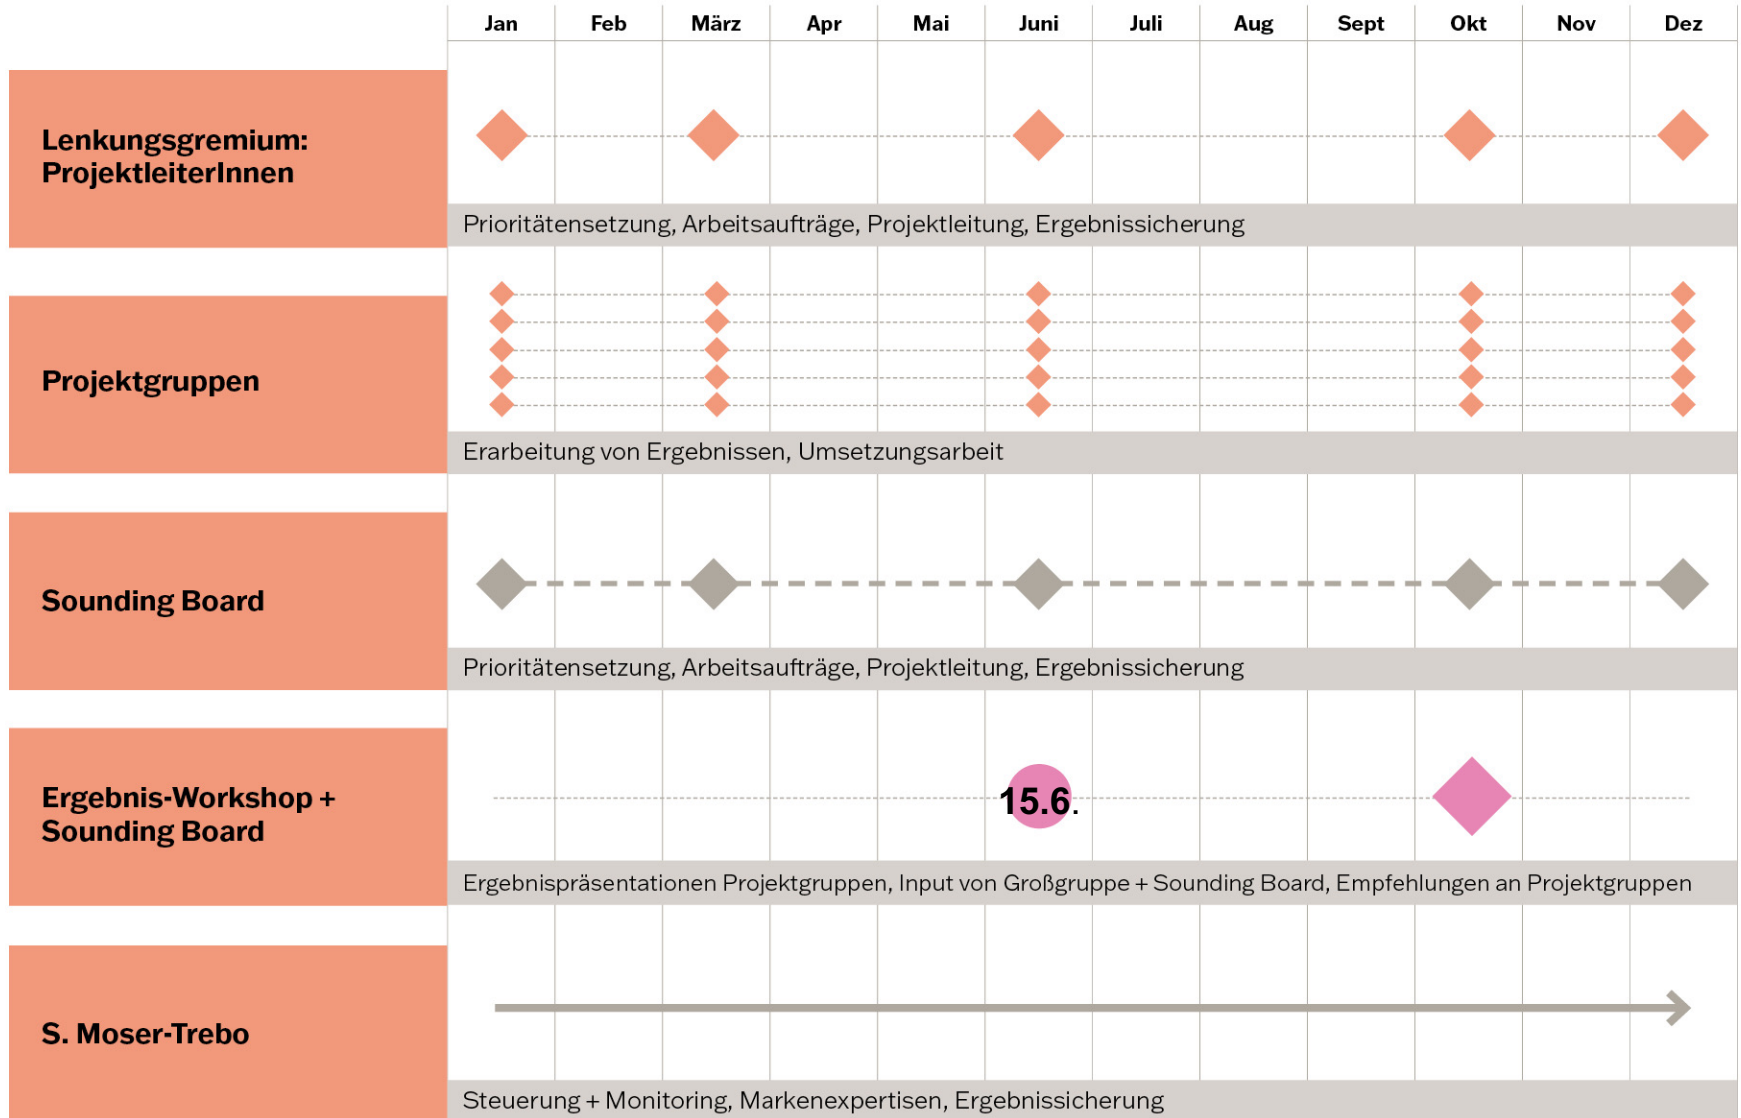 Jan Feb März Apr Mai Juni Juli Aug Sept Okt Nov Dez
Lenkungsgremium:
ProjektleiterInnen
Prioritätensetzung, Arbeitsaufträge, Projektleitung, Ergebnissicherung
Projektgruppen
Erarbeitung von Ergebnissen, Umsetzungsarbeit
Sounding Board
Prioritätensetzung, Arbeitsaufträge, Projektleitung, Ergebnissicherung
Ergebnis-Workshop +
Sounding Board
15.6.
Ergebnispräsentationen Projektgruppen, Input von Großgruppe + Sounding Board, Empfehlungen an Projektgruppen
S. Moser-Trebo
Steuerung + Monitoring, Markenexpertisen, Ergebnissicherung